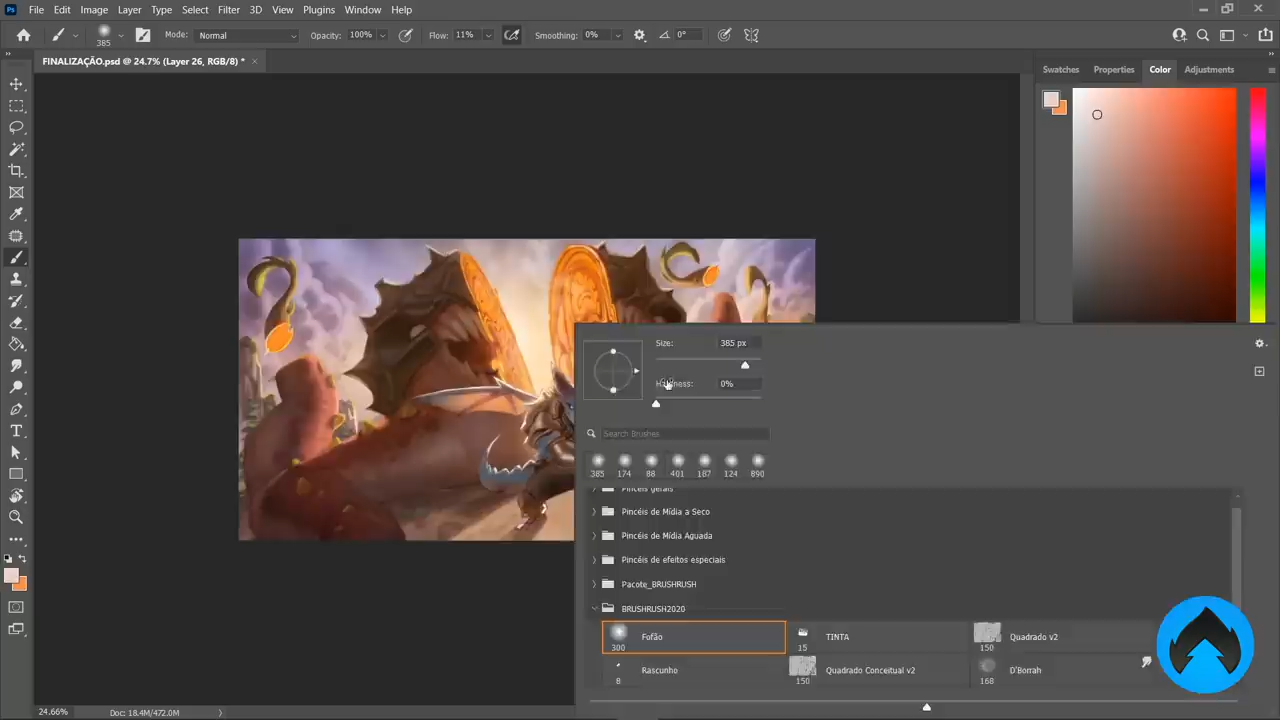 Ps File Edit Image Layer Type Select Filter 3D View Plugins Window Help
385 Mode: Normal Opacity: 100% Flow: 11% Smoothing: 0% 0°
FINALIZAÇÃO.psd @ 24.7% (Layer 26, RGB/8) *
Swatches Properties Color Adjustments
Size: 385 px
Hardness: 0%
Search Brushes
385 174 88 401 187 124 890
Pincéis gerais
Pincéis de Mídia a Seco
Pincéis de Mídia Aguada
Pincéis de efeitos especiais
Pacote_BRUSHRUSH
BRUSHRUSH2020
Fofão TINTA Quadrado v2
300 15 150
Rascunho Quadrado Conceitual v2 D'Borrah
8 150 168
24.66% Doc: 18.4M/472.0M